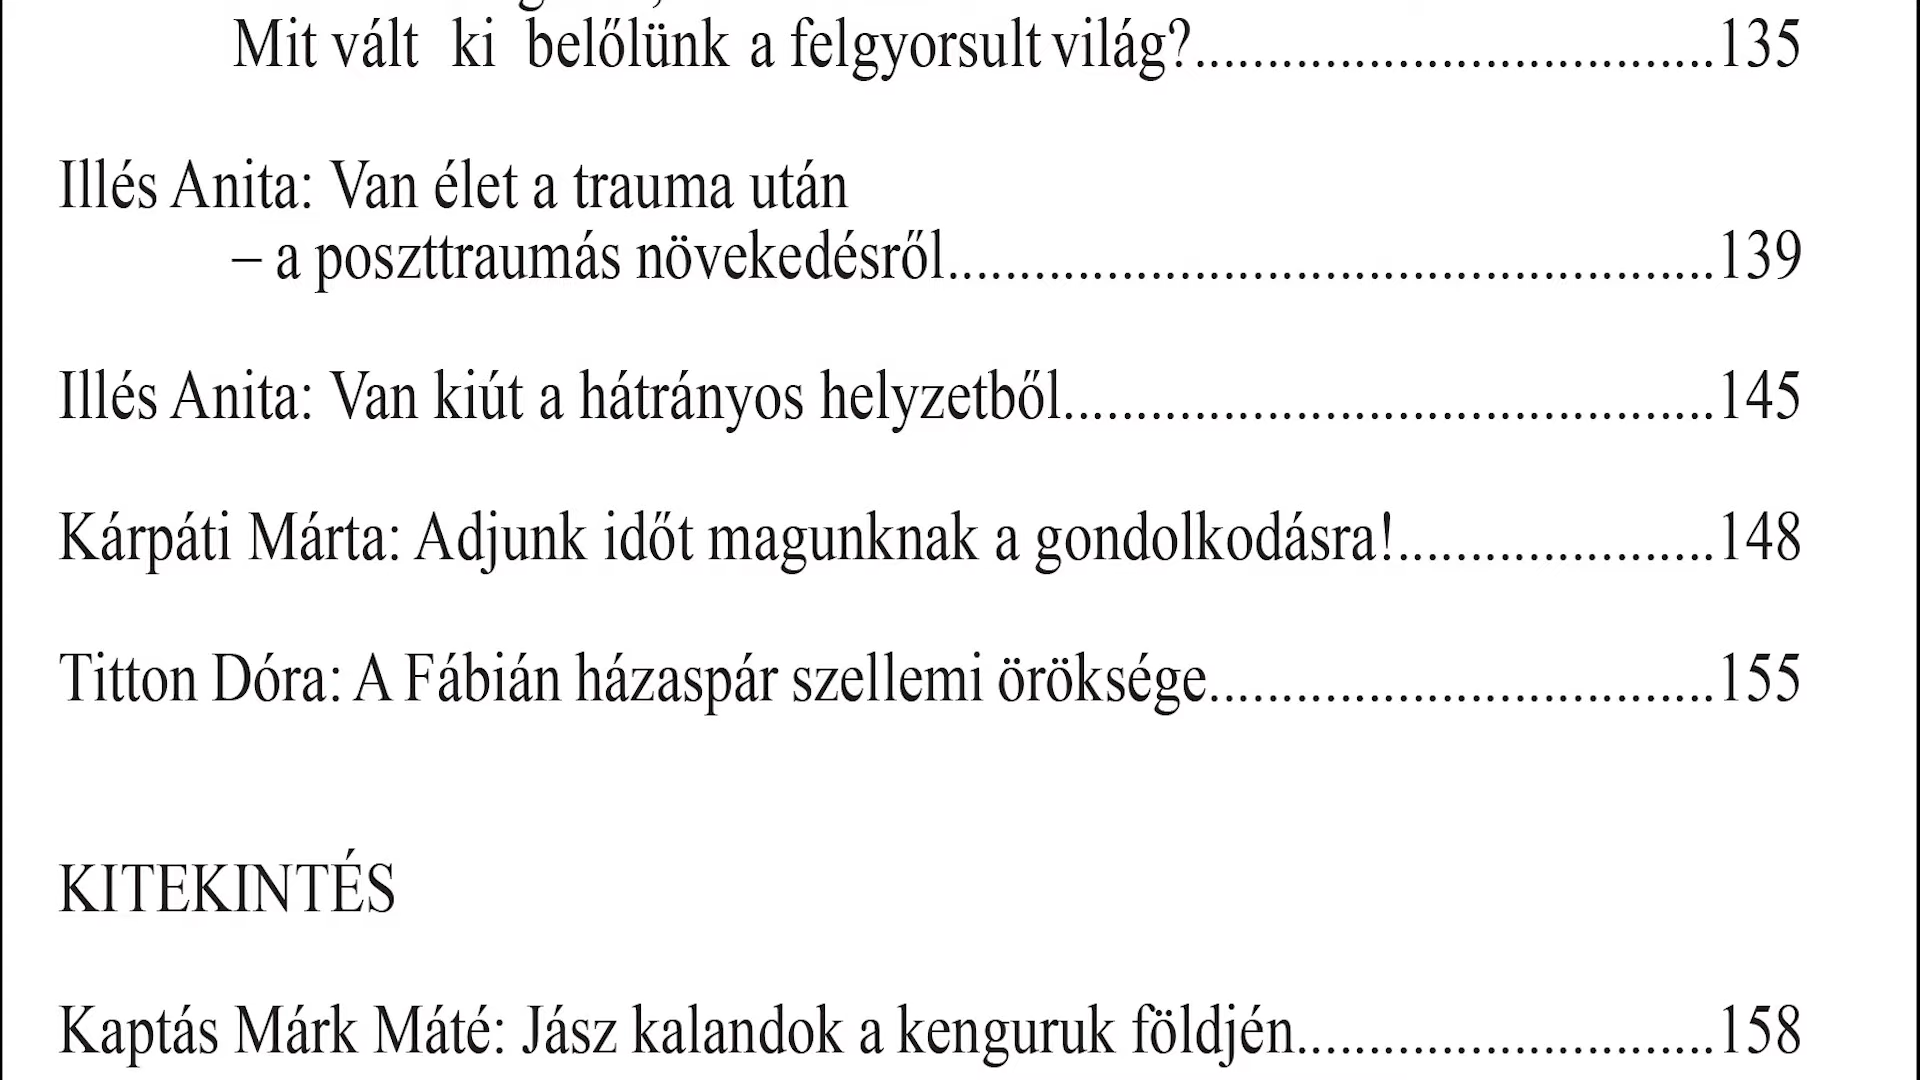 Mit vált ki belőlünk a felgyorsult világ?....................................135
Illés Anita: Van élet a trauma után
– a poszttraumás növekedésről.....................................................139
Illés Anita: Van kiút a hátrányos helyzetből.............................................145
Kárpáti Márta: Adjunk időt magunknak a gondolkodásra!......................148
Titton Dóra: A Fábián házaspár szellemi öröksége...................................155
KITEKINTÉS
Kaptás Márk Máté: Jász kalandok a kenguruk földjén.............................158